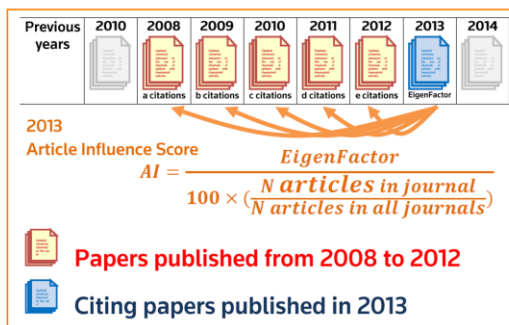 Previous years 2010 2008 2009 2010 2011 2012 2013 2014
a citations b citations c citations d citations e citations EigenFactor
2013
Article Influence Score
AI = EigenFactor
100 × (N articles in journal
N articles in all journals)
Papers published from 2008 to 2012
Citing papers published in 2013